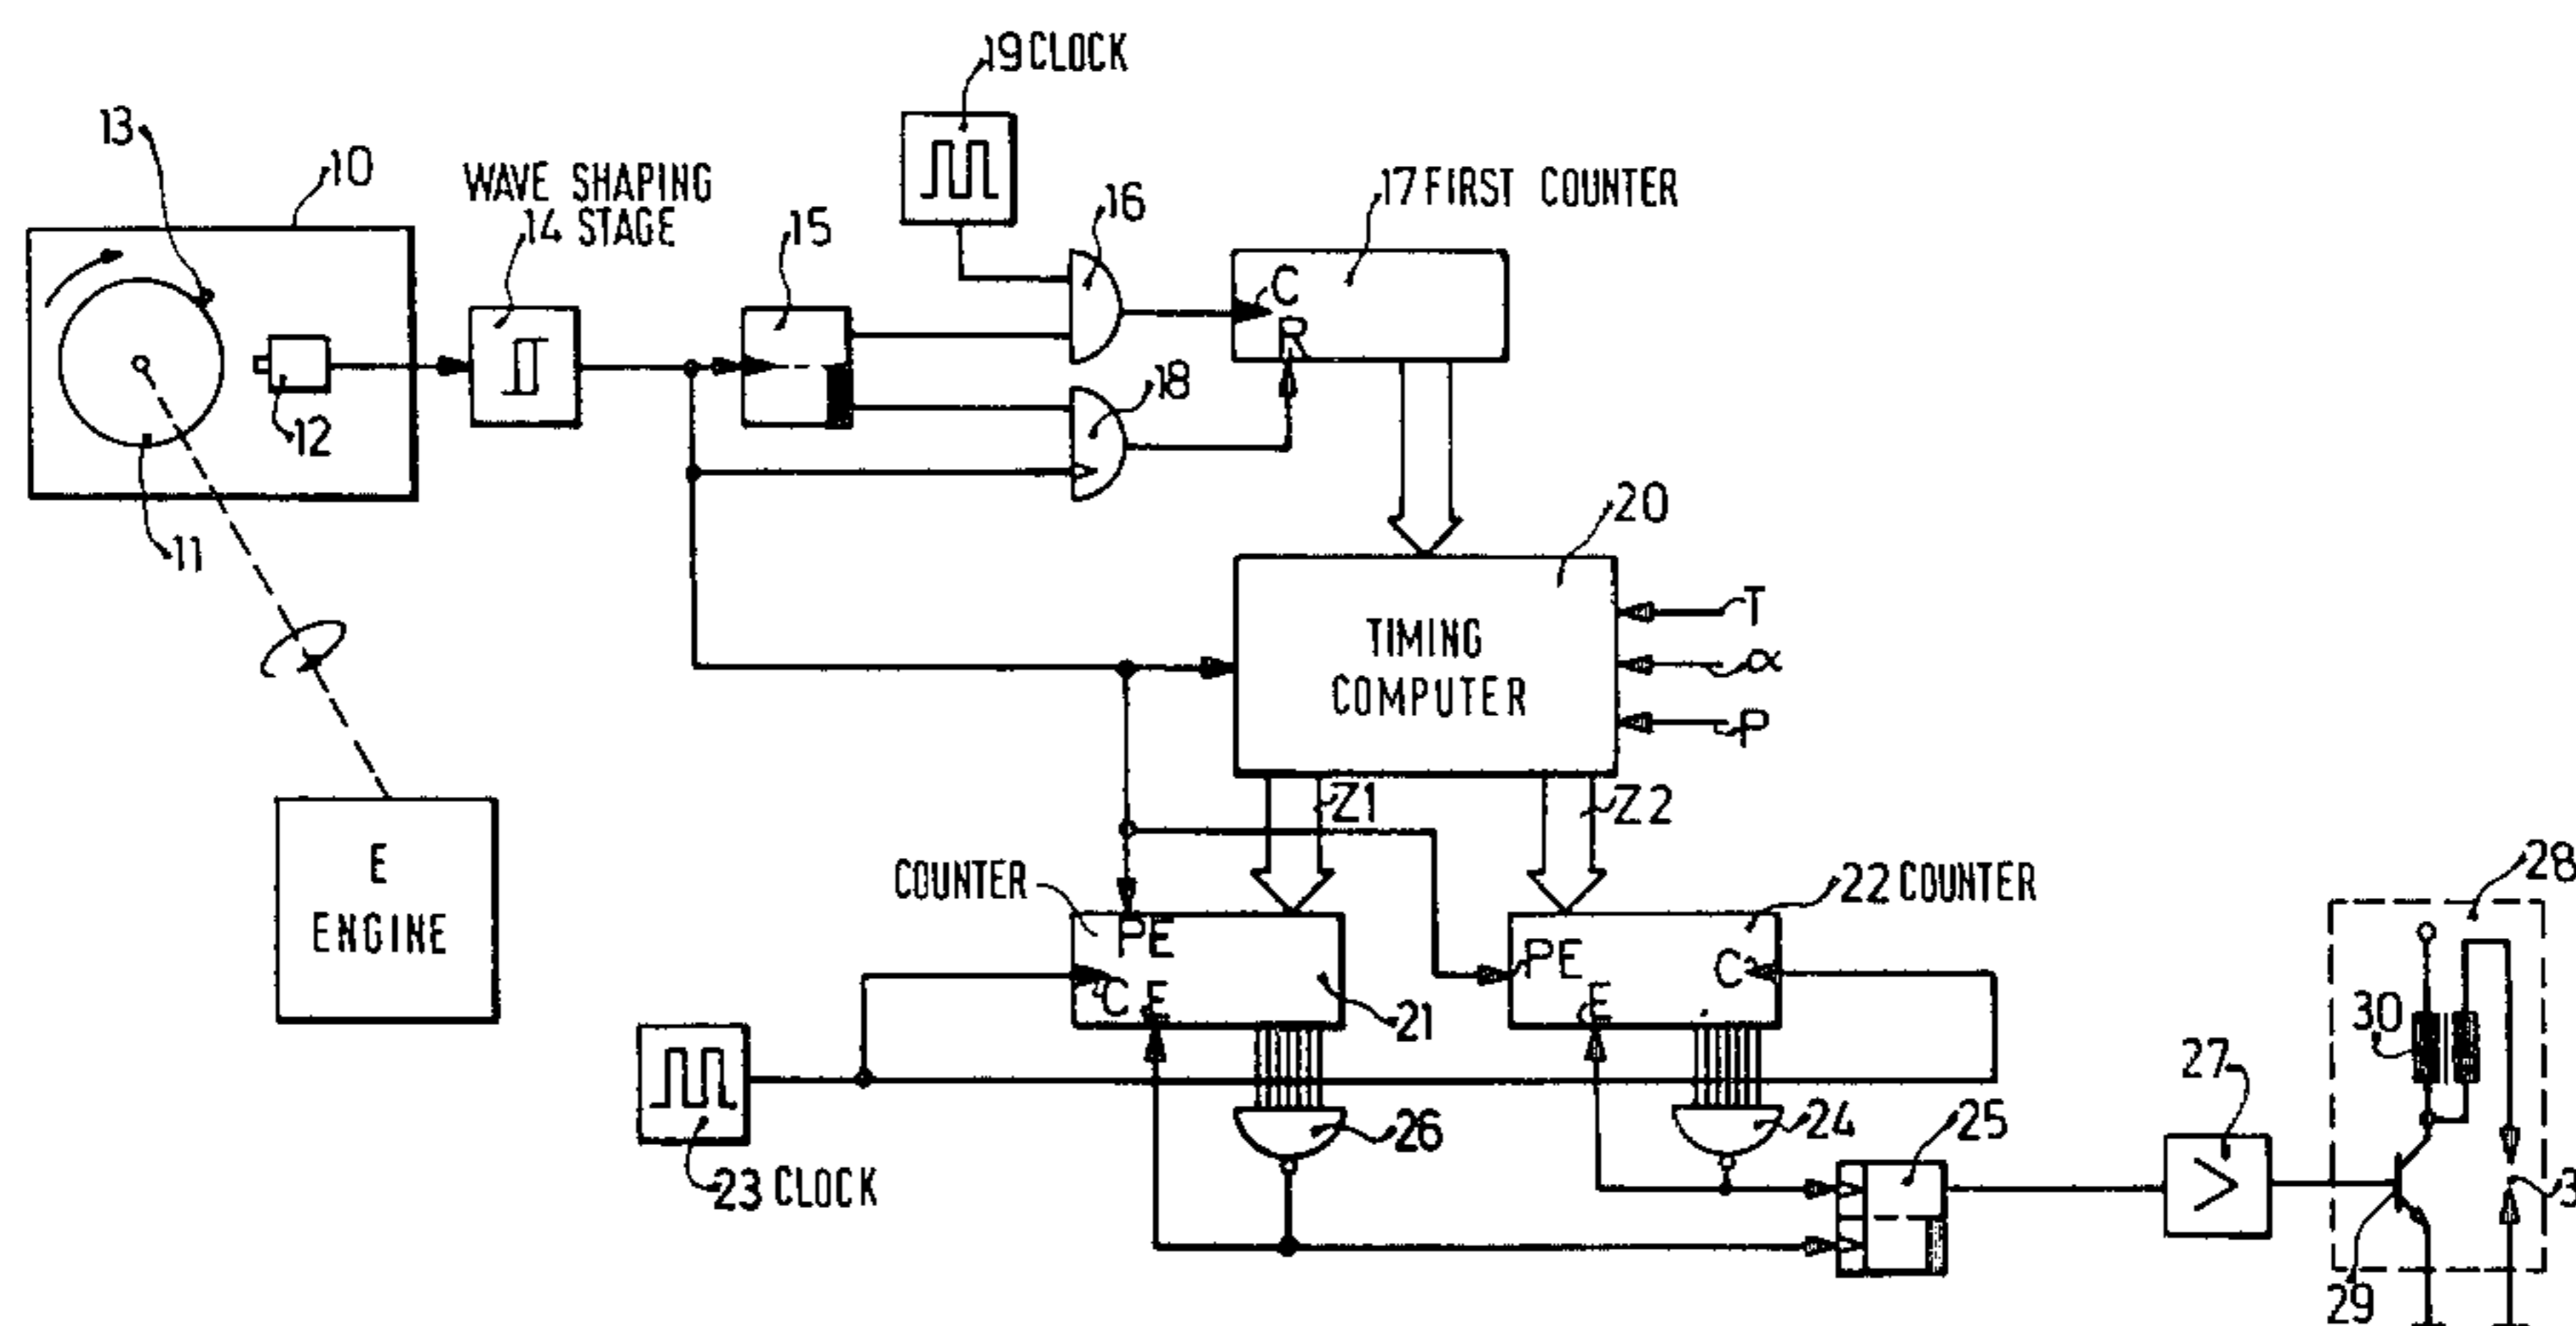 19 CLOCK
13
10
WAVE SHAPING
14 STAGE
15
16
17 FIRST COUNTER
C
R
18
12
11
20
T
TIMING
COMPUTER
α
P
Z1
Z2
E
ENGINE
COUNTER
22 COUNTER
28
PE
C
E
21
PE
C
E
30
27
23 CLOCK
26
24
25
29